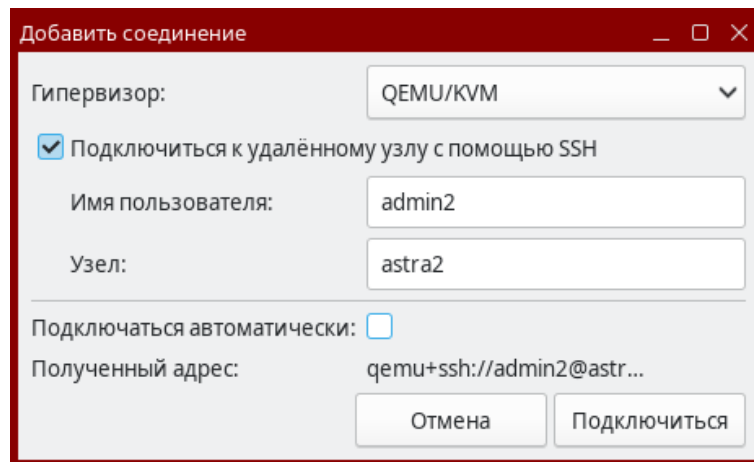 Добавить соединение
Гипервизор: QEMU/KVM
Подключиться к удалённому узлу с помощью SSH
Имя пользователя: admin2
Узел: astra2
Подключаться автоматически:
Полученный адрес: qemu+ssh://admin2@astr...
Отмена Подключиться